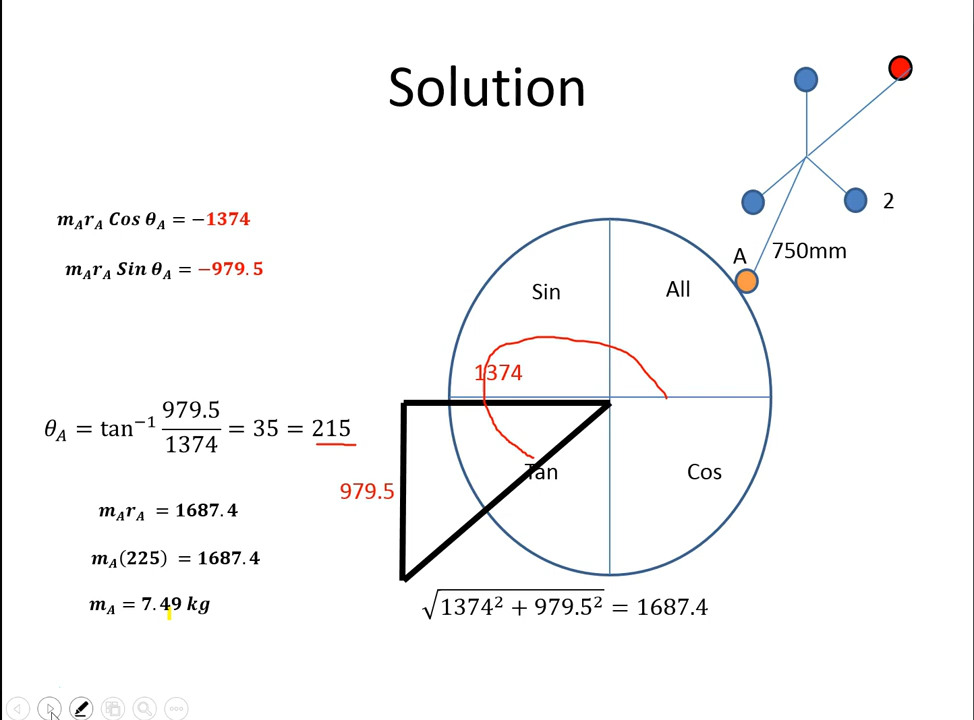 Solution
2
m_A r_A Cos θ_A = −1374
A 750mm
m_A r_A Sin θ_A = −979.5
Sin All
1374
θ_A = tan⁻¹ 979.5/1374 = 35 = 215
Tan Cos
979.5
m_A r_A = 1687.4
m_A(225) = 1687.4
m_A = 7.49 kg
√(1374² + 979.5²) = 1687.4